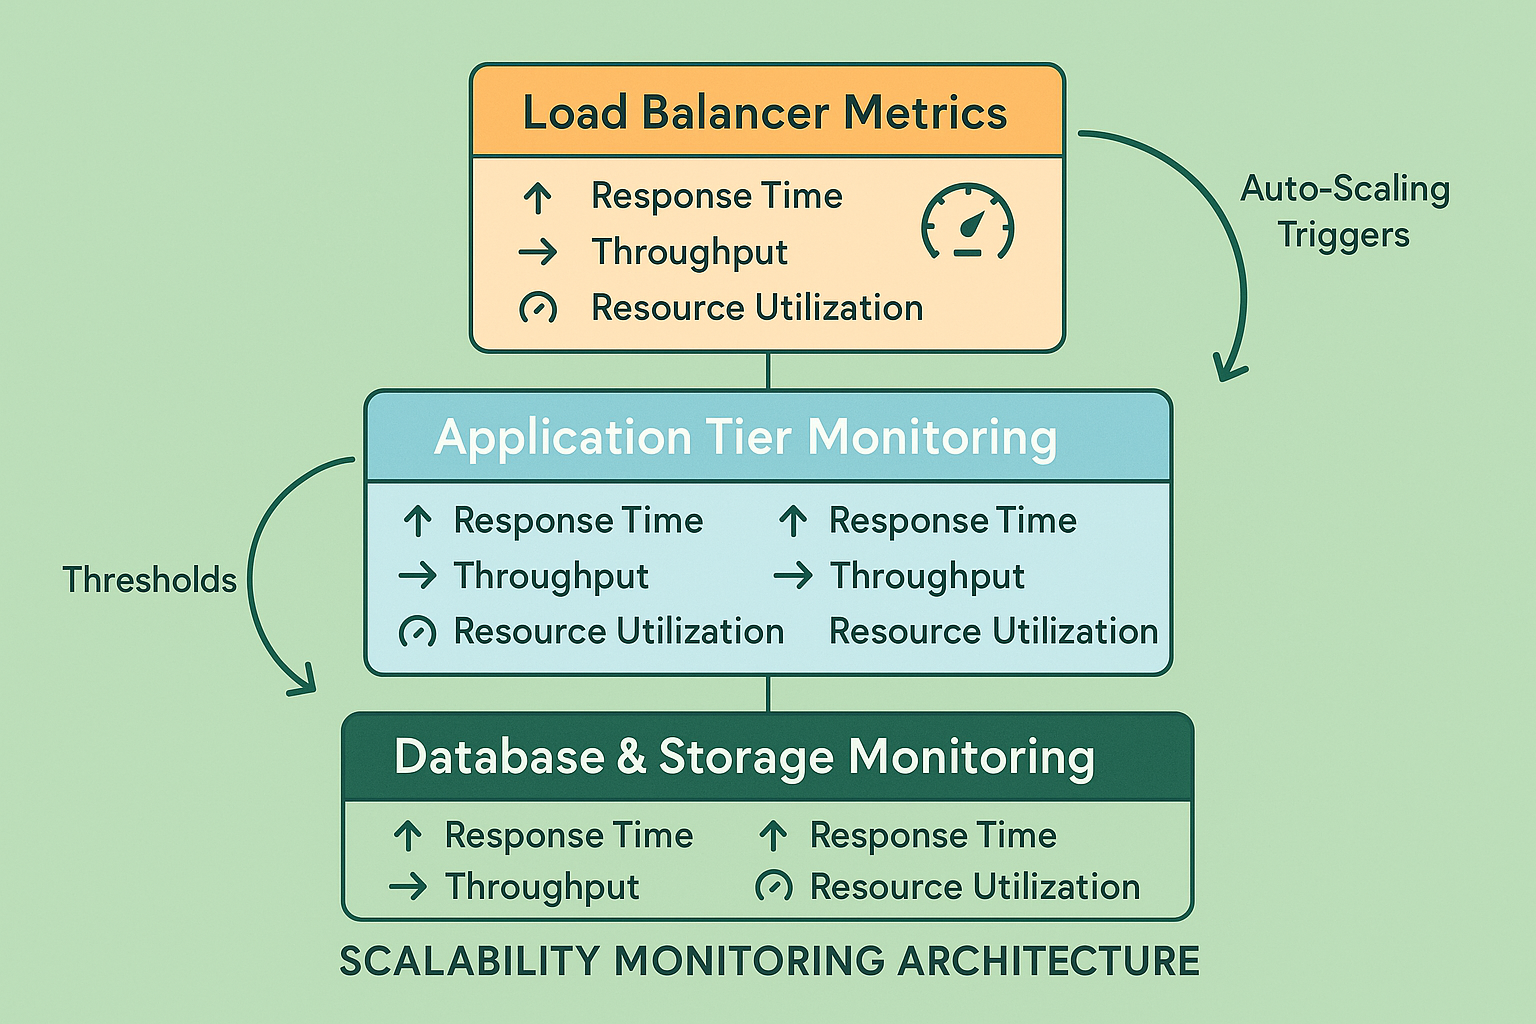 Load Balancer Metrics
Response Time
Throughput
Resource Utilization
Auto-Scaling
Triggers
Application Tier Monitoring
Response Time
Throughput
Resource Utilization
Response Time
Throughput
Resource Utilization
Thresholds
Database & Storage Monitoring
Response Time
Throughput
Response Time
Resource Utilization
SCALABILITY MONITORING ARCHITECTURE